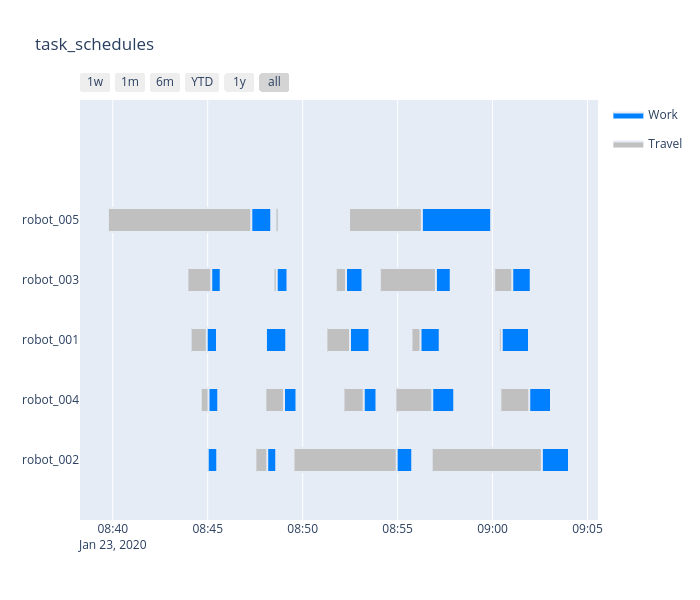 task_schedules
1w 1m 6m YTD 1y all
Work
Travel
robot_005
robot_003
robot_001
robot_004
robot_002
08:40 08:45 08:50 08:55 09:00 09:05
Jan 23, 2020